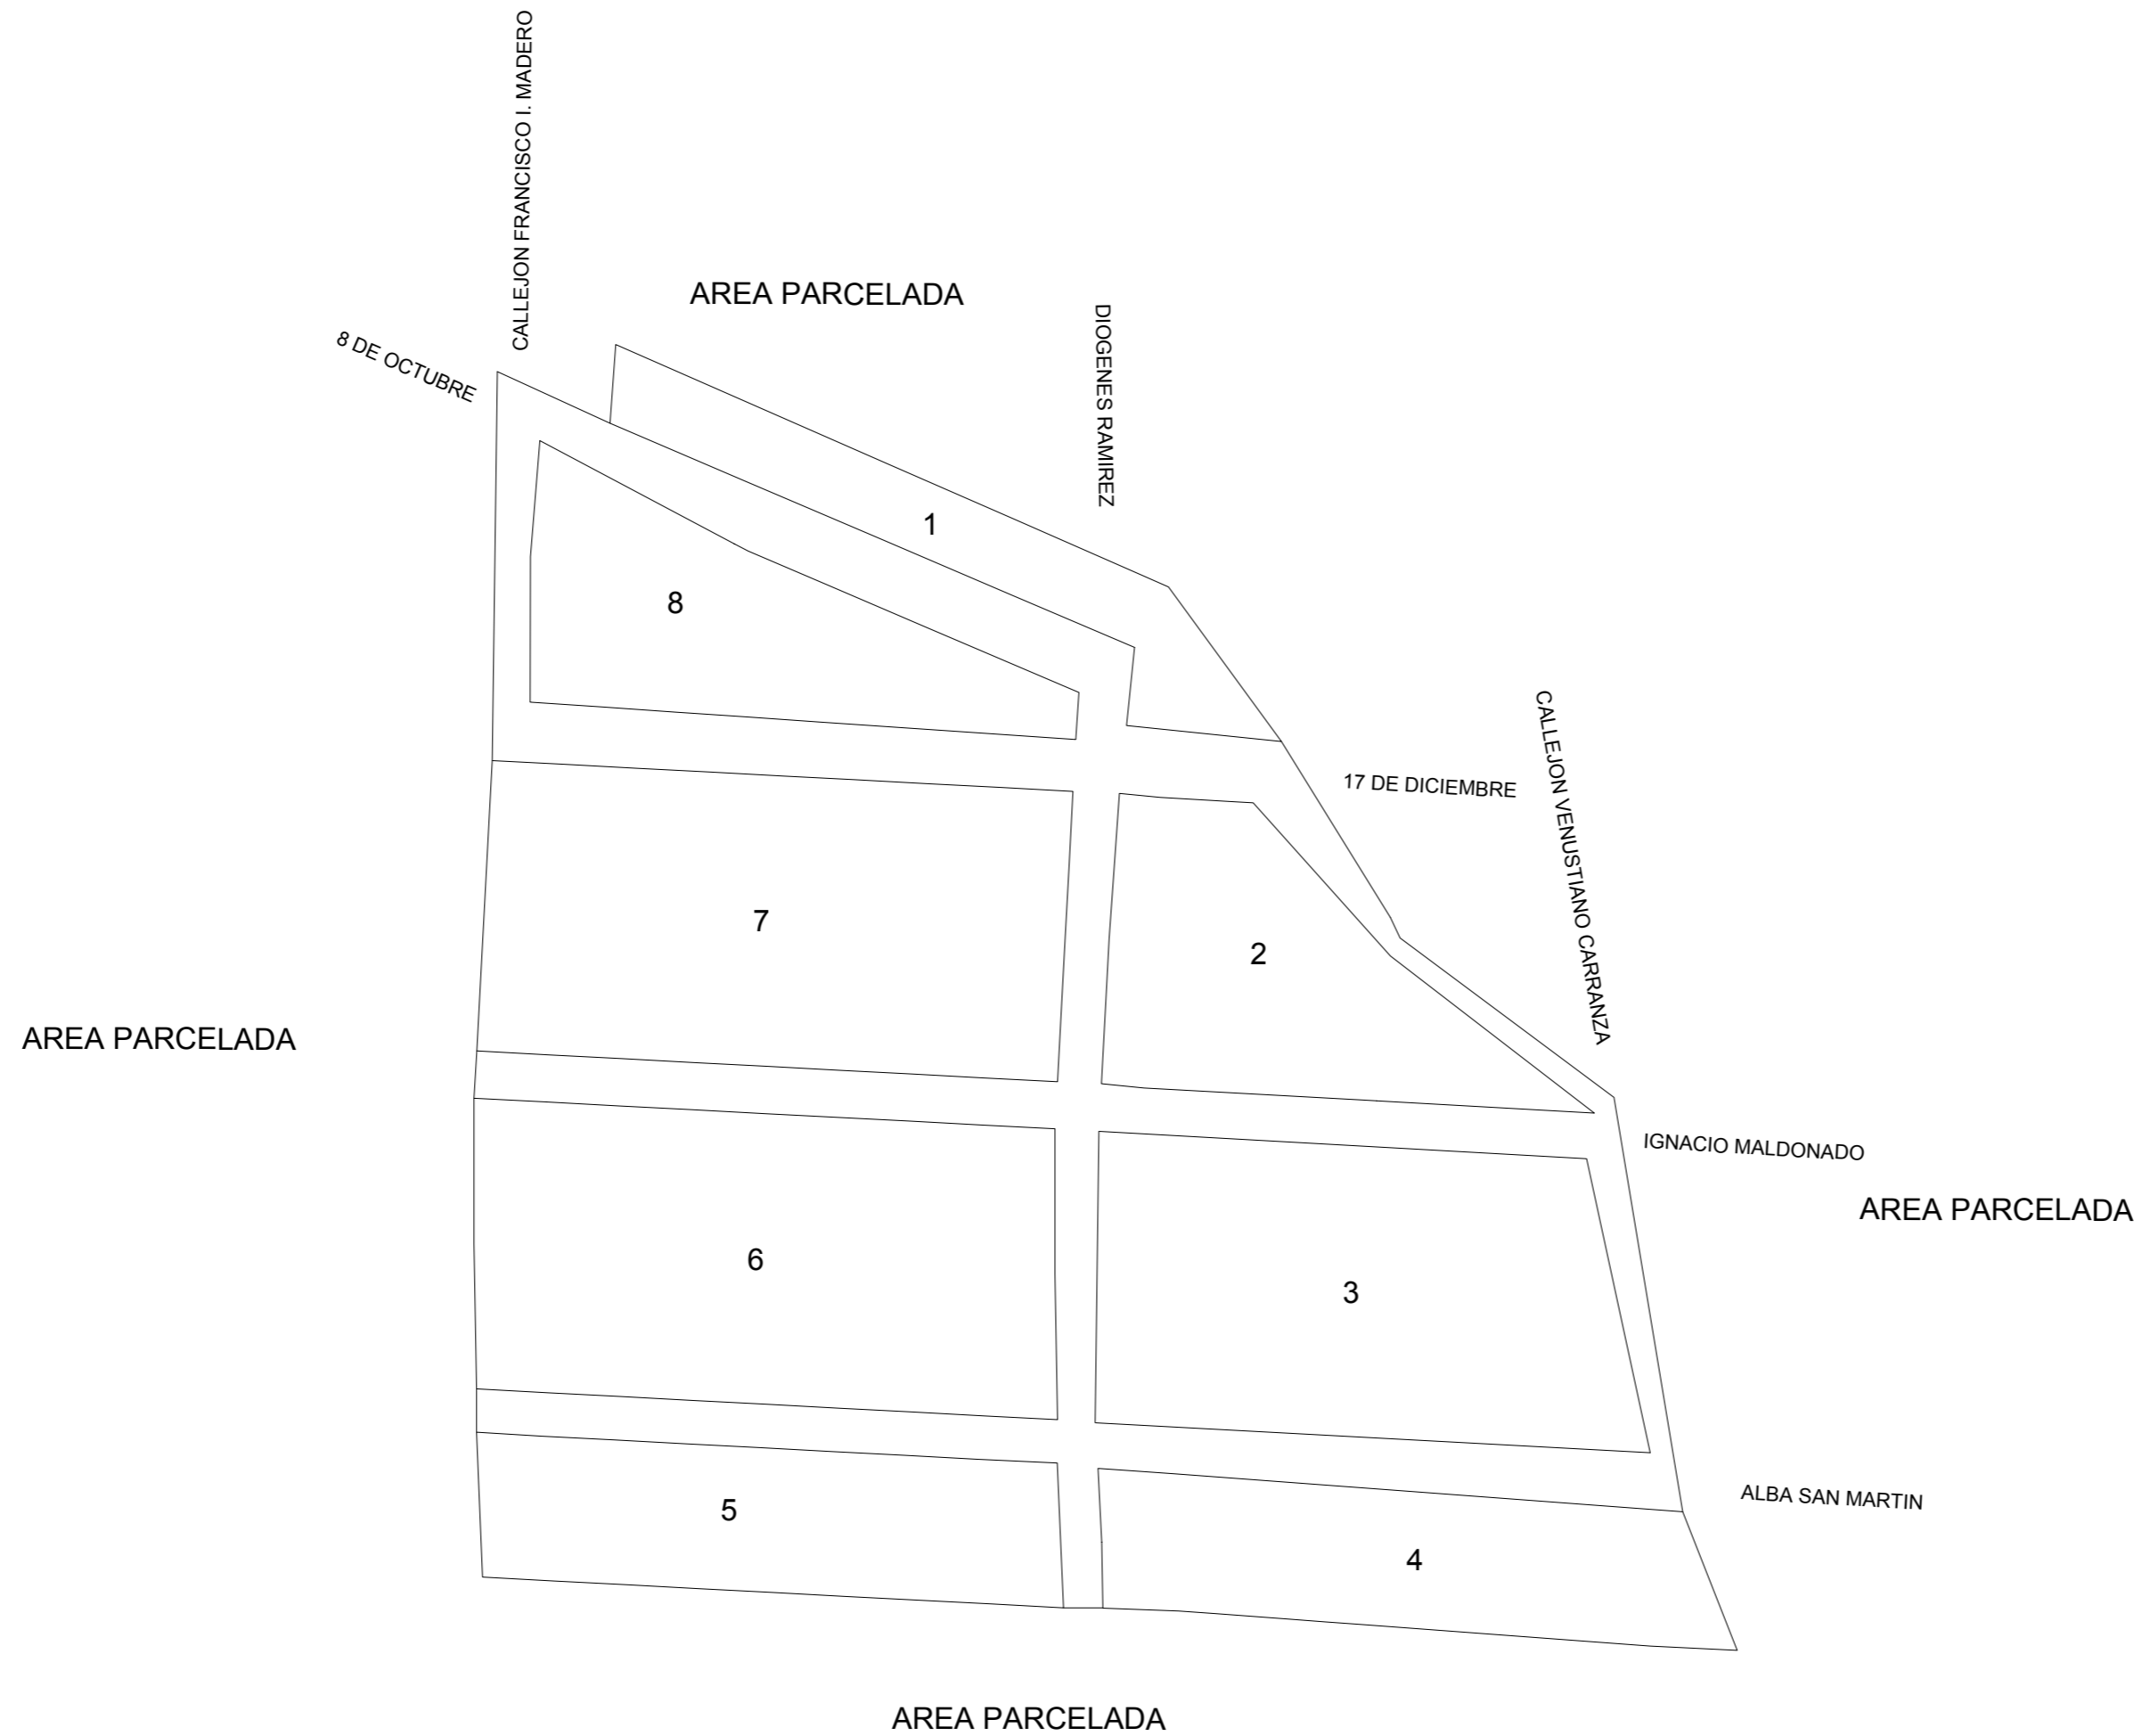 CALLEJON FRANCISCO I. MADERO
AREA PARCELADA
DIOGENES RAMIREZ
8 DE OCTUBRE
1
8
CALLEJON VENUSTIANO CARRANZA
17 DE DICIEMBRE
7
2
AREA PARCELADA
IGNACIO MALDONADO
AREA PARCELADA
6
3
ALBA SAN MARTIN
5
4
AREA PARCELADA